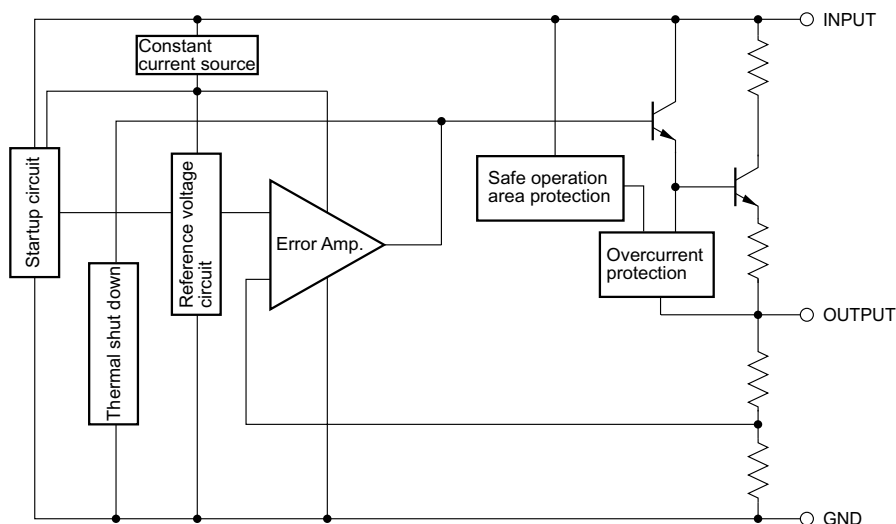 INPUT
Constant
current source
Startup circuit
Thermal shut down
Reference voltage
circuit
Error Amp.
Safe operation
area protection
Overcurrent
protection
OUTPUT
GND